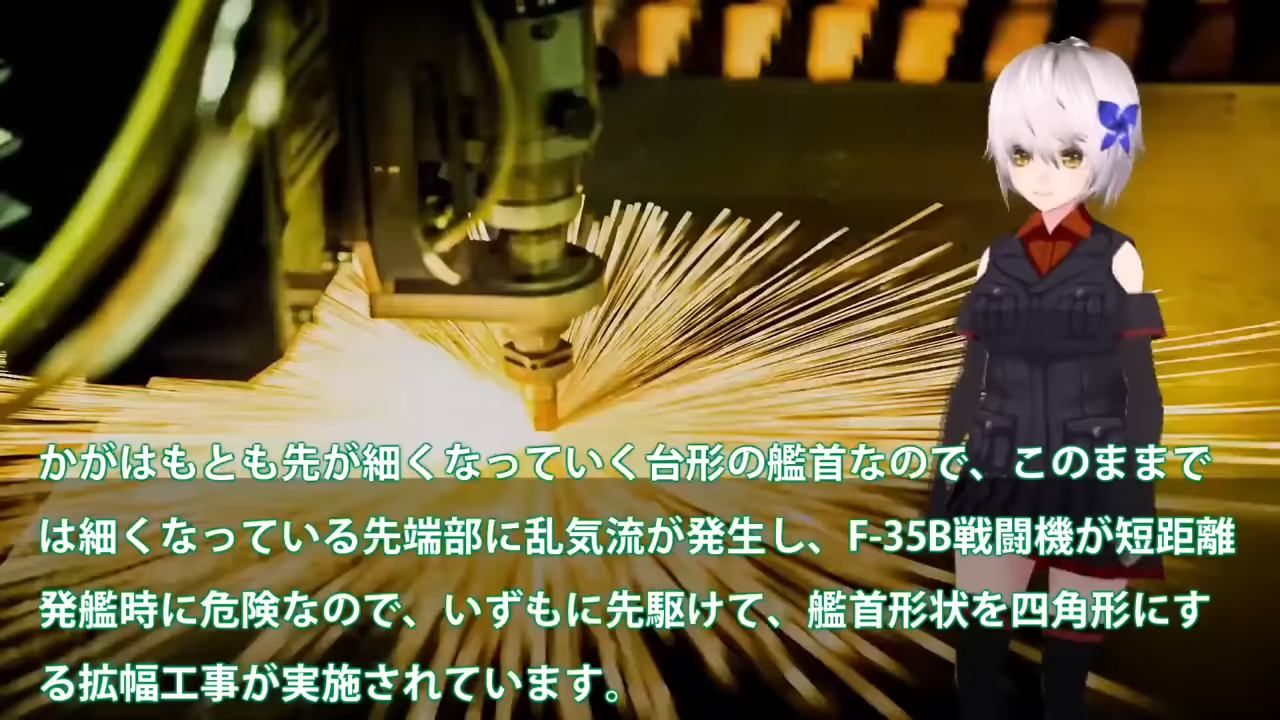 かがはもとも先が細くなっていく台形の艦首なので、このままで
は細くなっている先端部に乱気流が発生し、F-35B戦闘機が短距離
発艦時に危険なので、いずもに先駆けて、艦首形状を四角形にす
る拡幅工事が実施されています。